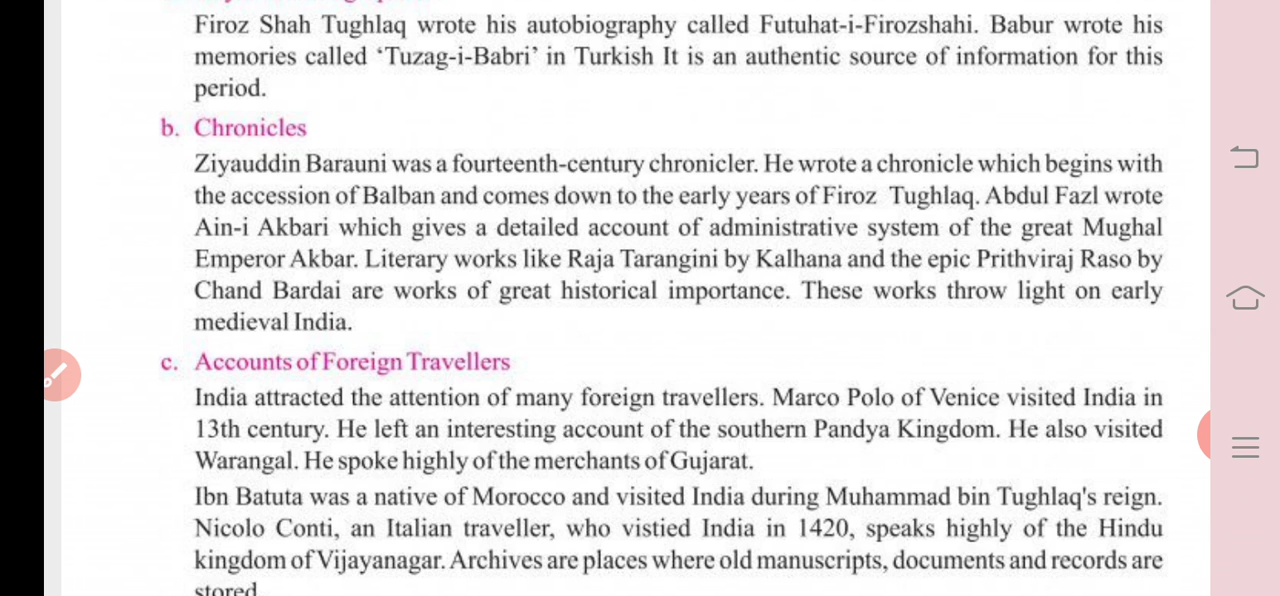 Firoz Shah Tughlaq wrote his autobiography called Futuhat-i-Firozshahi. Babur wrote his
memories called ‘Tuzag-i-Babri’ in Turkish It is an authentic source of information for this
period.
b. Chronicles
Ziyauddin Barauni was a fourteenth-century chronicler. He wrote a chronicle which begins with
the accession of Balban and comes down to the early years of Firoz Tughlaq. Abdul Fazl wrote
Ain-i Akbari which gives a detailed account of administrative system of the great Mughal
Emperor Akbar. Literary works like Raja Tarangini by Kalhana and the epic Prithviraj Raso by
Chand Bardai are works of great historical importance. These works throw light on early
medieval India.
c. Accounts of Foreign Travellers
India attracted the attention of many foreign travellers. Marco Polo of Venice visited India in
13th century. He left an interesting account of the southern Pandya Kingdom. He also visited
Warangal. He spoke highly of the merchants of Gujarat.
Ibn Batuta was a native of Morocco and visited India during Muhammad bin Tughlaq's reign.
Nicolo Conti, an Italian traveller, who vistied India in 1420, speaks highly of the Hindu
kingdom of Vijayanagar. Archives are places where old manuscripts, documents and records are
stored.